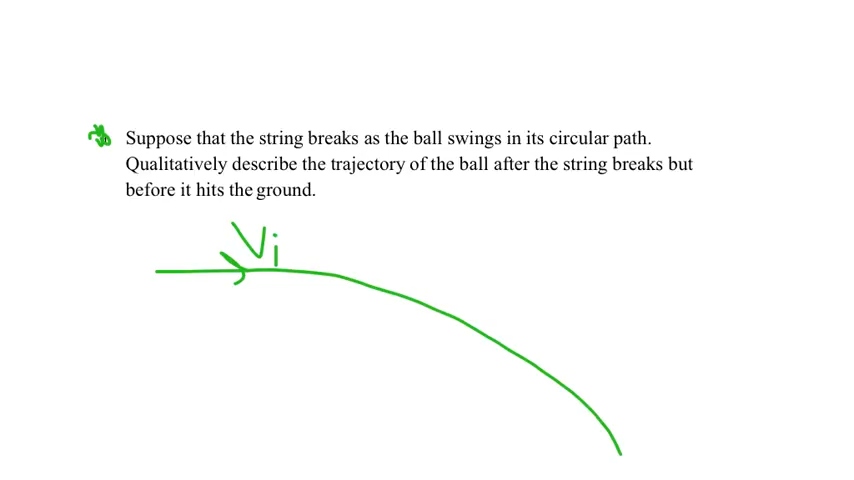 Suppose that the string breaks as the ball swings in its circular path.
Qualitatively describe the trajectory of the ball after the string breaks but
before it hits the ground.
Vi